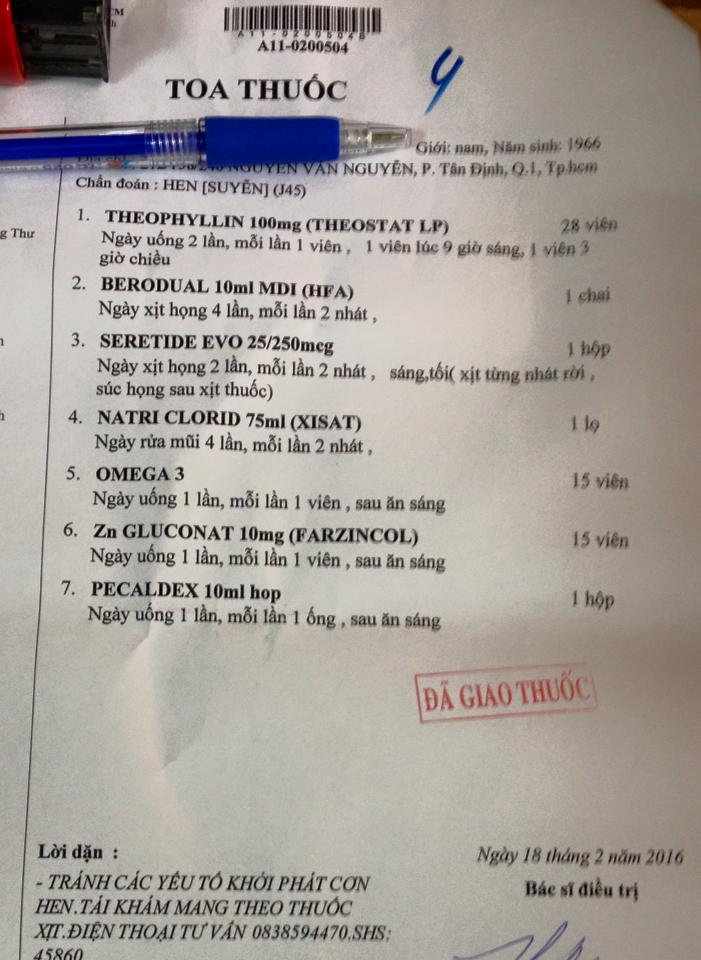 A11-0200504
4
TOA THUỐC
Giới: nam, Năm sinh: 1966
NGUYỄN VĂN NGUYỄN, P. Tân Định, Q.1, Tp.hcm
Chẩn đoán : HEN [SUYỄN] (J45)
1. THEOPHYLLIN 100mg (THEOSTAT LP) 28 viên
Ngày uống 2 lần, mỗi lần 1 viên , 1 viên lúc 9 giờ sáng, 1 viên 3
giờ chiều
2. BERODUAL 10ml MDI (HFA) 1 chai
Ngày xịt họng 4 lần, mỗi lần 2 nhát ,
3. SERETIDE EVO 25/250mcg 1 hộp
Ngày xịt họng 2 lần, mỗi lần 2 nhát , sáng,tối( xịt từng nhát rời ,
súc họng sau xịt thuốc)
4. NATRI CLORID 75ml (XISAT) 1 lọ
Ngày rửa mũi 4 lần, mỗi lần 2 nhát ,
5. OMEGA 3 15 viên
Ngày uống 1 lần, mỗi lần 1 viên , sau ăn sáng
6. Zn GLUCONAT 10mg (FARZINCOL) 15 viên
Ngày uống 1 lần, mỗi lần 1 viên , sau ăn sáng
7. PECALDEX 10ml hop 1 hộp
Ngày uống 1 lần, mỗi lần 1 ống , sau ăn sáng
g Thư
ĐÃ GIAO THUỐC
Lời dặn :
- TRÁNH CÁC YẾU TỐ KHỞI PHÁT CƠN
HEN.TÁI KHÁM MANG THEO THUỐC
XỊT.ĐIỆN THOẠI TƯ VẤN 0838594470.SHS:
45860
Ngày 18 tháng 2 năm 2016
Bác sĩ điều trị